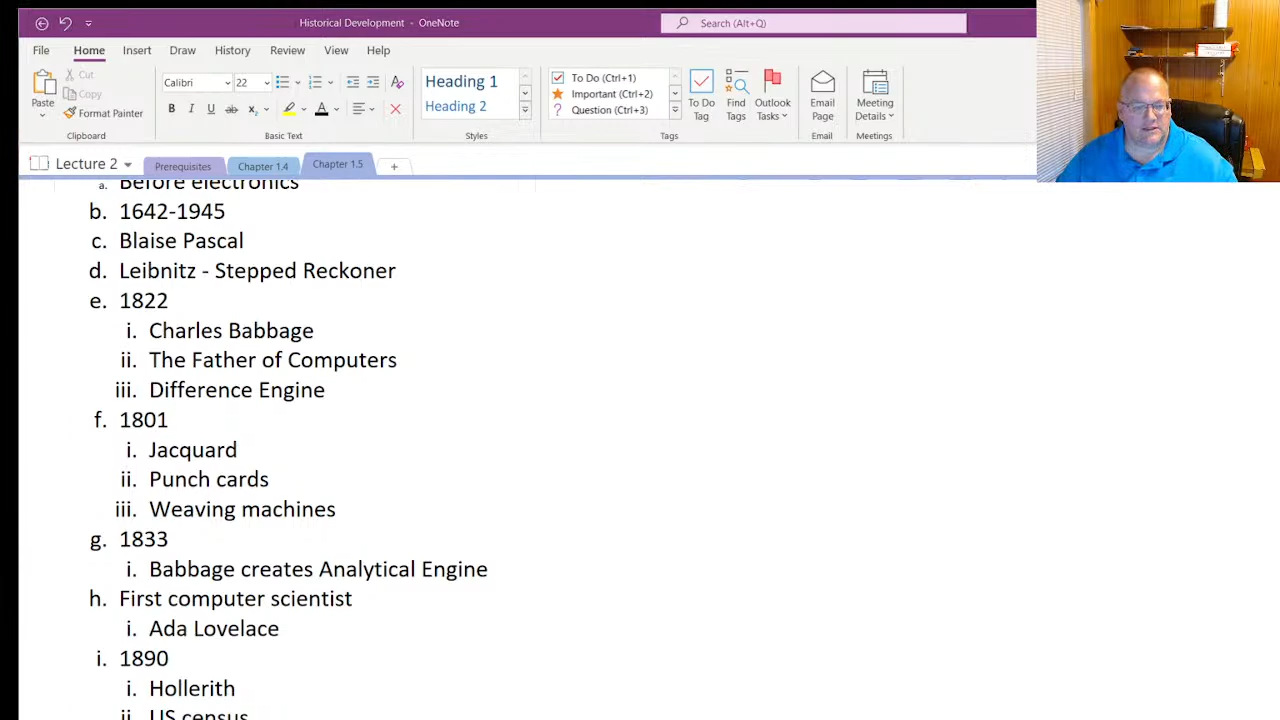 Historical Development - OneNote
Search (Alt+Q)
File Home Insert Draw History Review View Help
Paste
Cut
Copy
Format Painter
Clipboard
Calibri 22
B I U ab x₂ A
Basic Text
Heading 1
Heading 2
Styles
To Do (Ctrl+1)
Important (Ctrl+2)
? Question (Ctrl+3)
To Do Tag
Find Tags
Outlook Tasks
Tags
Email Page
Email
Meeting Details
Meetings
Lecture 2 Prerequisites Chapter 1.4 Chapter 1.5 +
a. Before electronics
b. 1642-1945
c. Blaise Pascal
d. Leibnitz - Stepped Reckoner
e. 1822
i. Charles Babbage
ii. The Father of Computers
iii. Difference Engine
f. 1801
i. Jacquard
ii. Punch cards
iii. Weaving machines
g. 1833
i. Babbage creates Analytical Engine
h. First computer scientist
i. Ada Lovelace
i. 1890
i. Hollerith
ii. US census